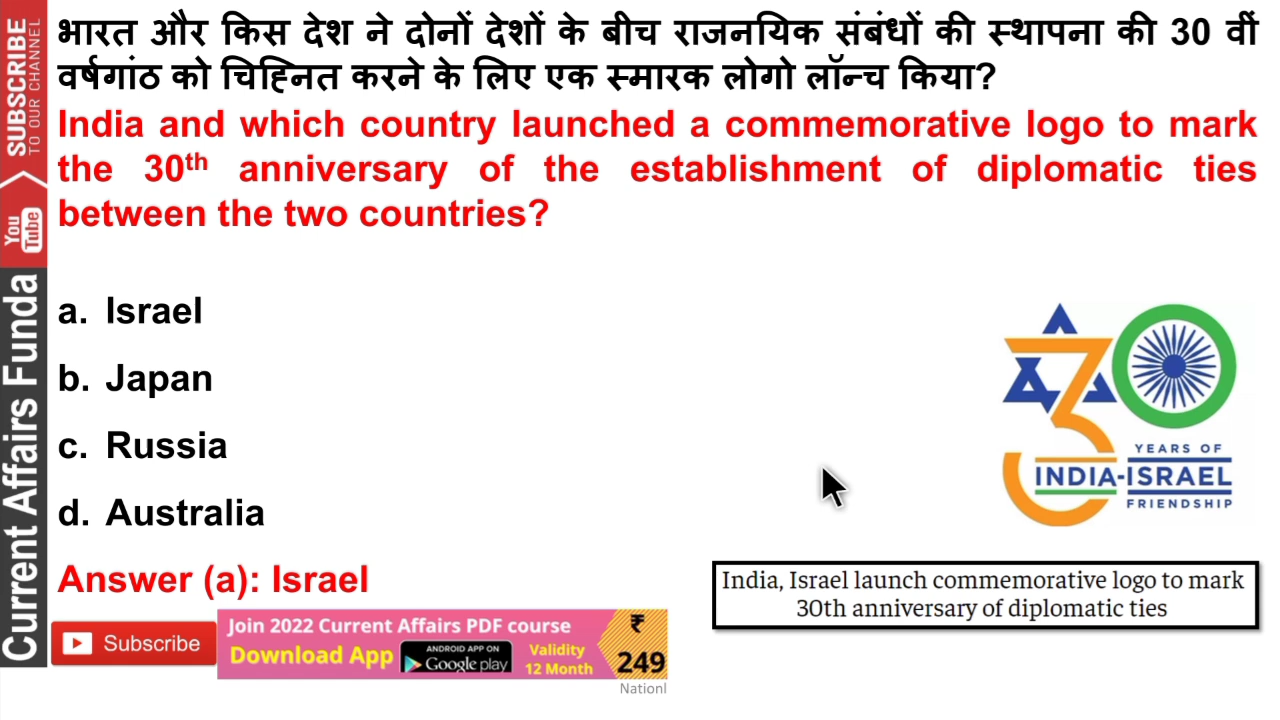 भारत और किस देश ने दोनों देशों के बीच राजनयिक संबंधों की स्थापना की 30 वीं
वर्षगांठ को चिह्नित करने के लिए एक स्मारक लोगो लॉन्च किया?
India and which country launched a commemorative logo to mark
the 30th anniversary of the establishment of diplomatic ties
between the two countries?
a. Israel
b. Japan
c. Russia
d. Australia
Answer (a): Israel
30
YEARS OF
INDIA-ISRAEL
FRIENDSHIP
India, Israel launch commemorative logo to mark
30th anniversary of diplomatic ties
Subscribe
Join 2022 Current Affairs PDF course
Download App
ANDROID APP ON
Google play
Validity
12 Month
₹
249
Nationl
SUBSCRIBE
TO OUR CHANNEL
You
Tube
Current Affairs Funda